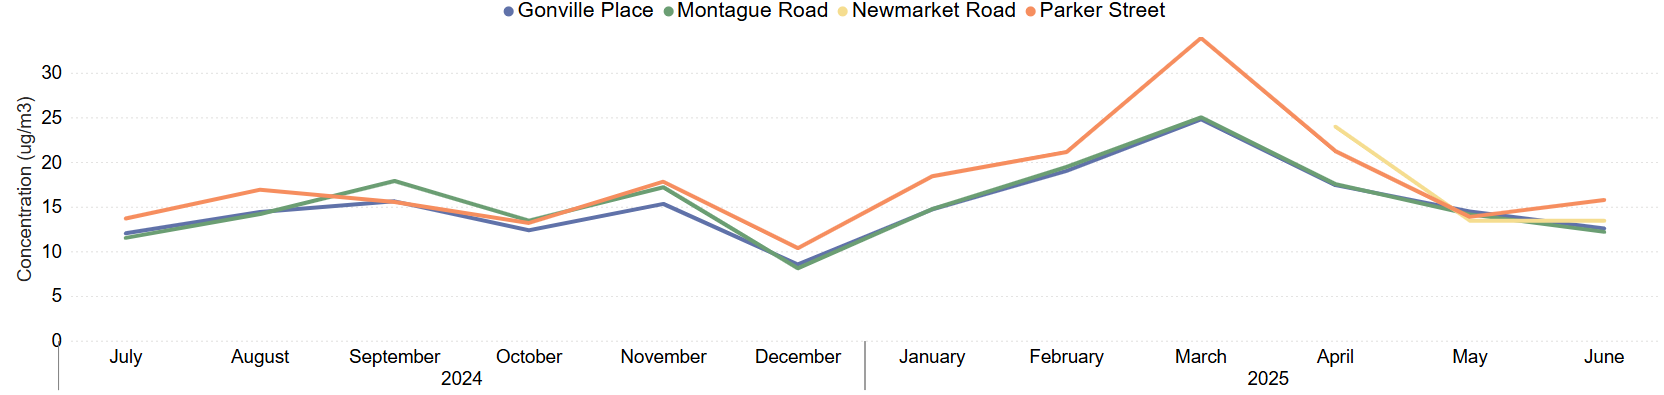 Gonville Place Montague Road Newmarket Road Parker Street
Concentration (ug/m3)
30
25
20
15
10
5
0
July August September October November December January February March April May June
2024 2025